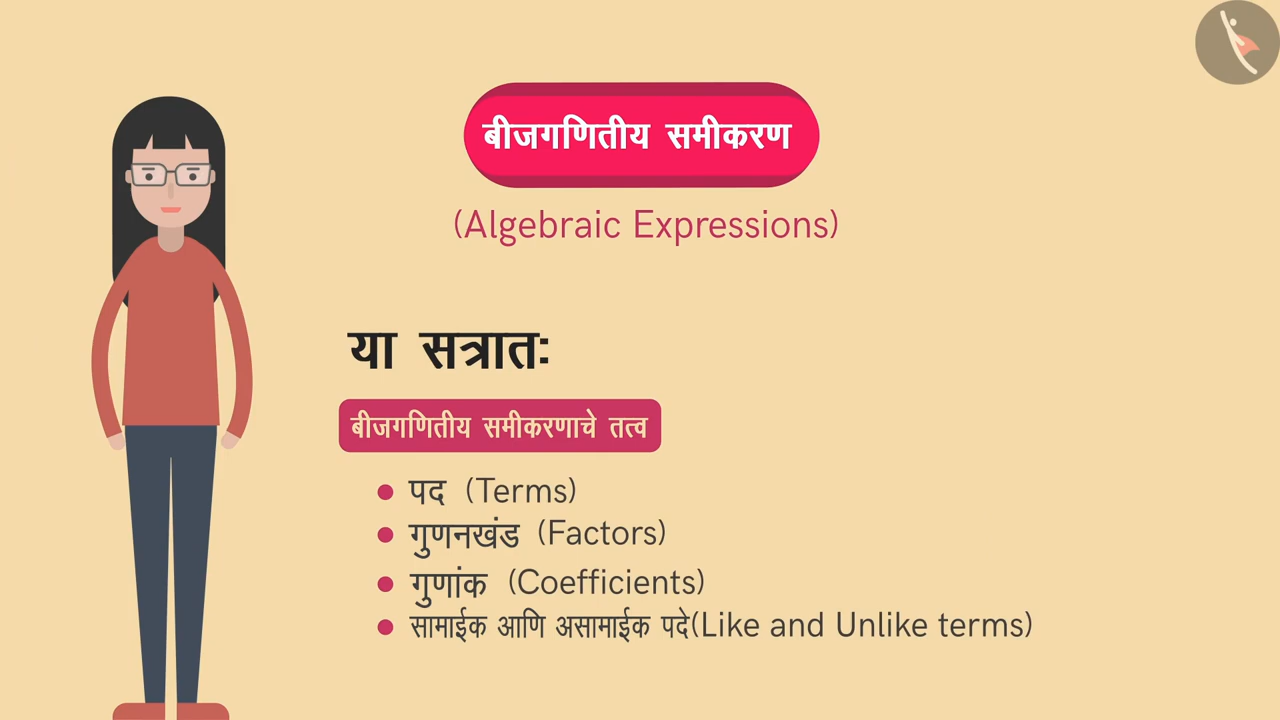 बीजगणितीय समीकरण
(Algebraic Expressions)
या सत्रातः
बीजगणितीय समीकरणाचे तत्व
पद (Terms)
गुणनखंड (Factors)
गुणांक (Coefficients)
सामाईक आणि असामाईक पदे(Like and Unlike terms)